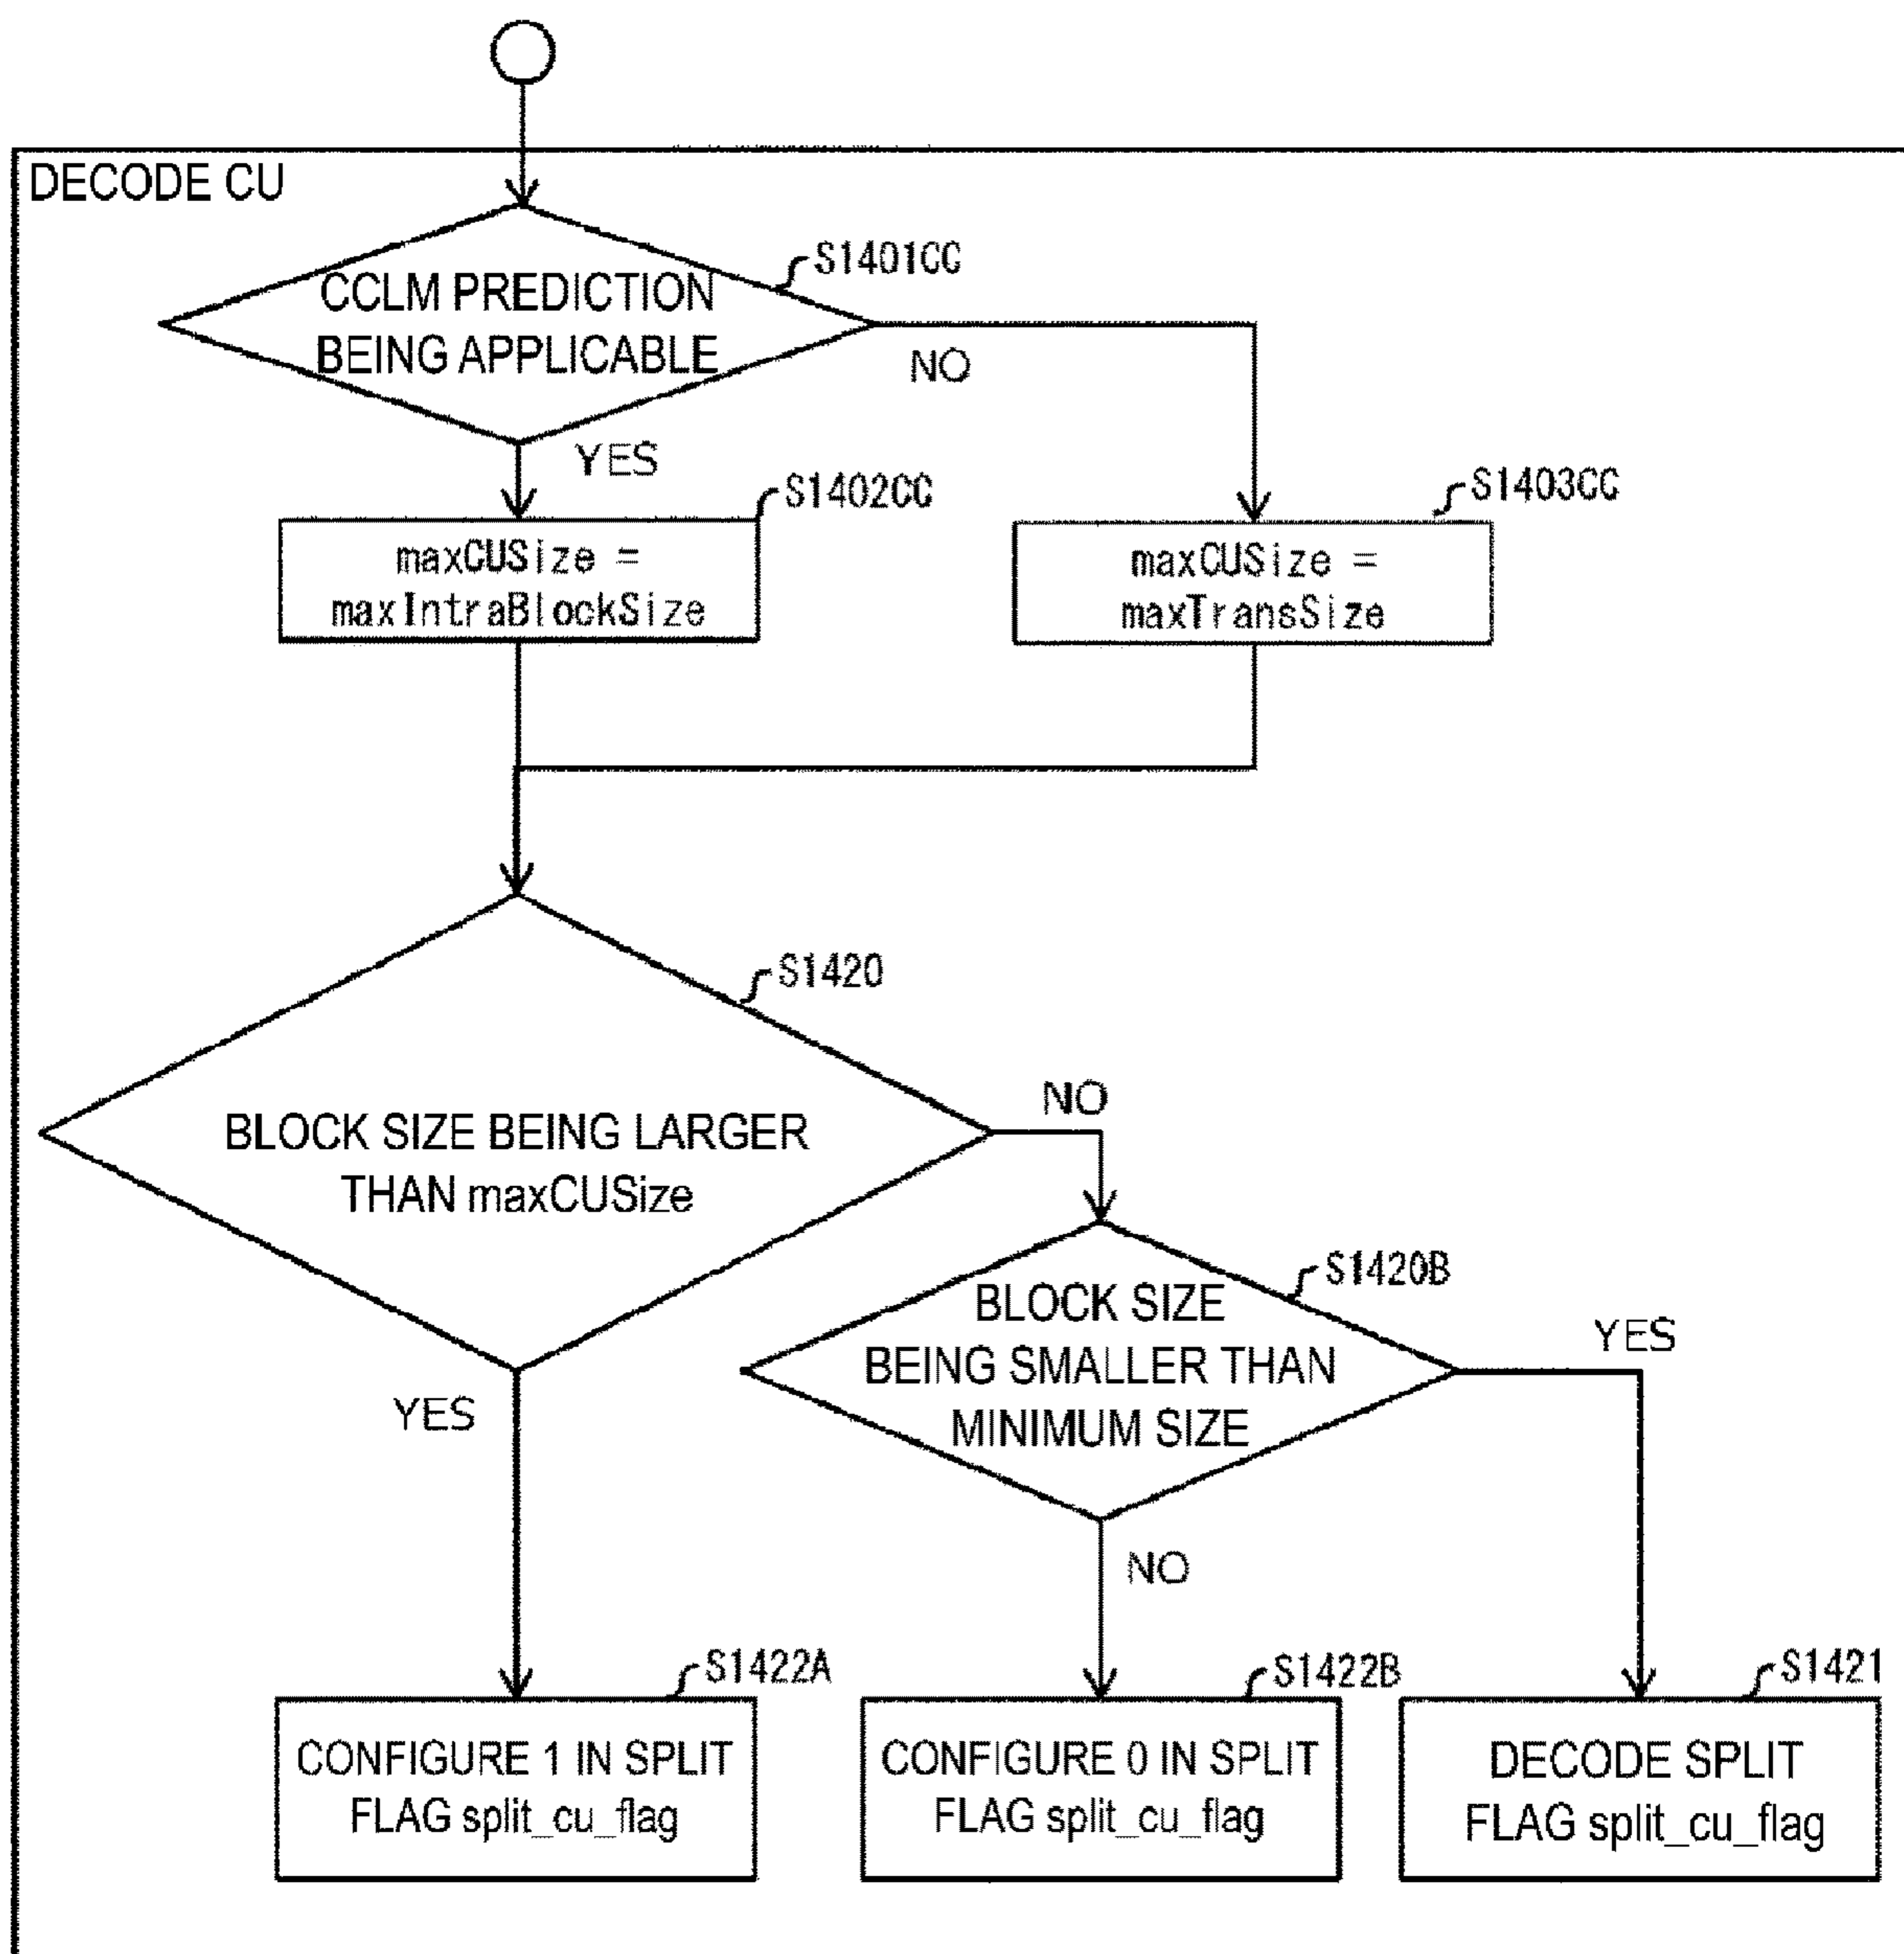 DECODE CU
S1401CC
CCLM PREDICTION
BEING APPLICABLE
NO
YES
S1402CC
S1403CC
maxCUSize =
maxIntraBlockSize
maxCUSize =
maxTransSize
S1420
BLOCK SIZE BEING LARGER
THAN maxCUSize
NO
S1420B
BLOCK SIZE
BEING SMALLER THAN
MINIMUM SIZE
YES
YES
NO
S1422A
S1422B
S1421
CONFIGURE 1 IN SPLIT
FLAG split_cu_flag
CONFIGURE 0 IN SPLIT
FLAG split_cu_flag
DECODE SPLIT
FLAG split_cu_flag